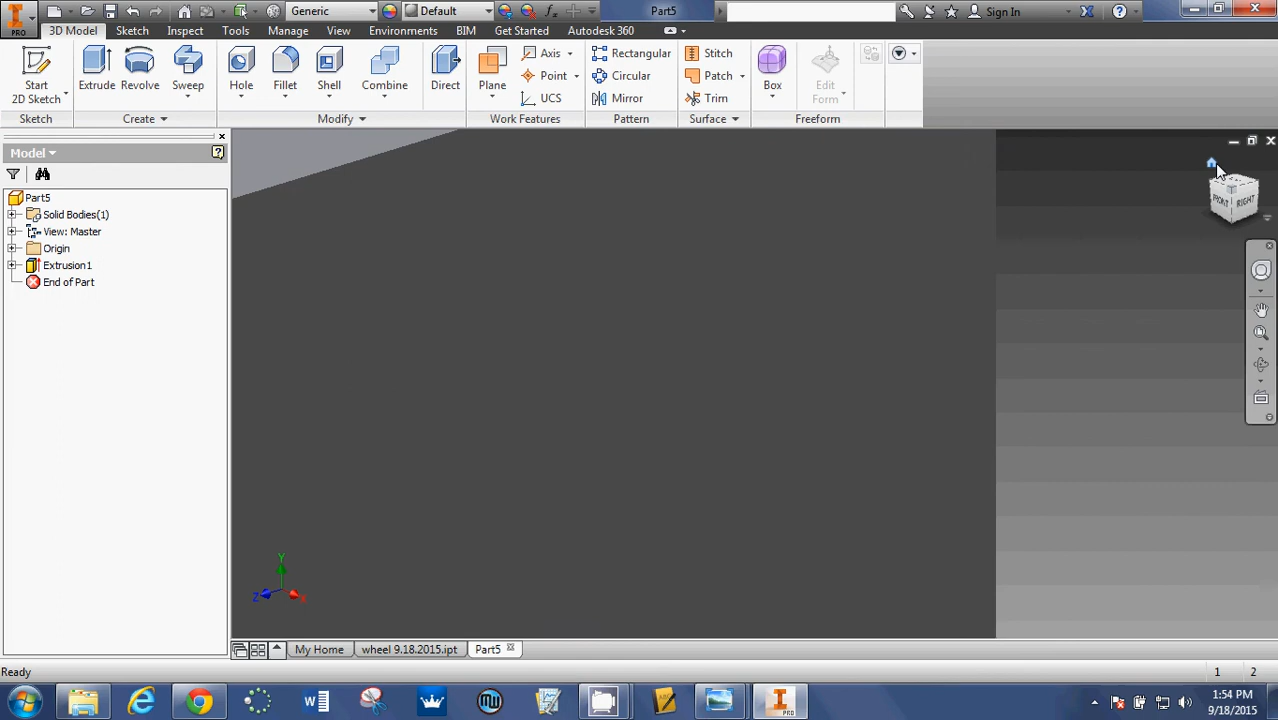 Generic
Default
Part5
Sign In
PRO
3D Model
Sketch
Inspect
Tools
Manage
View
Environments
BIM
Get Started
Autodesk 360
Start
2D Sketch
Extrude
Revolve
Sweep
Hole
Fillet
Shell
Combine
Direct
Plane
Axis
Point
UCS
Rectangular
Circular
Mirror
Stitch
Patch
Trim
Box
Edit
Form
Sketch
Create
Modify
Work Features
Pattern
Surface
Freeform
Model
Part5
Solid Bodies(1)
View: Master
Origin
Extrusion1
End of Part
FRONT
RIGHT
Y
Z
X
My Home
wheel 9.18.2015.ipt
Part5
Ready
1
2
1:54 PM
9/18/2015